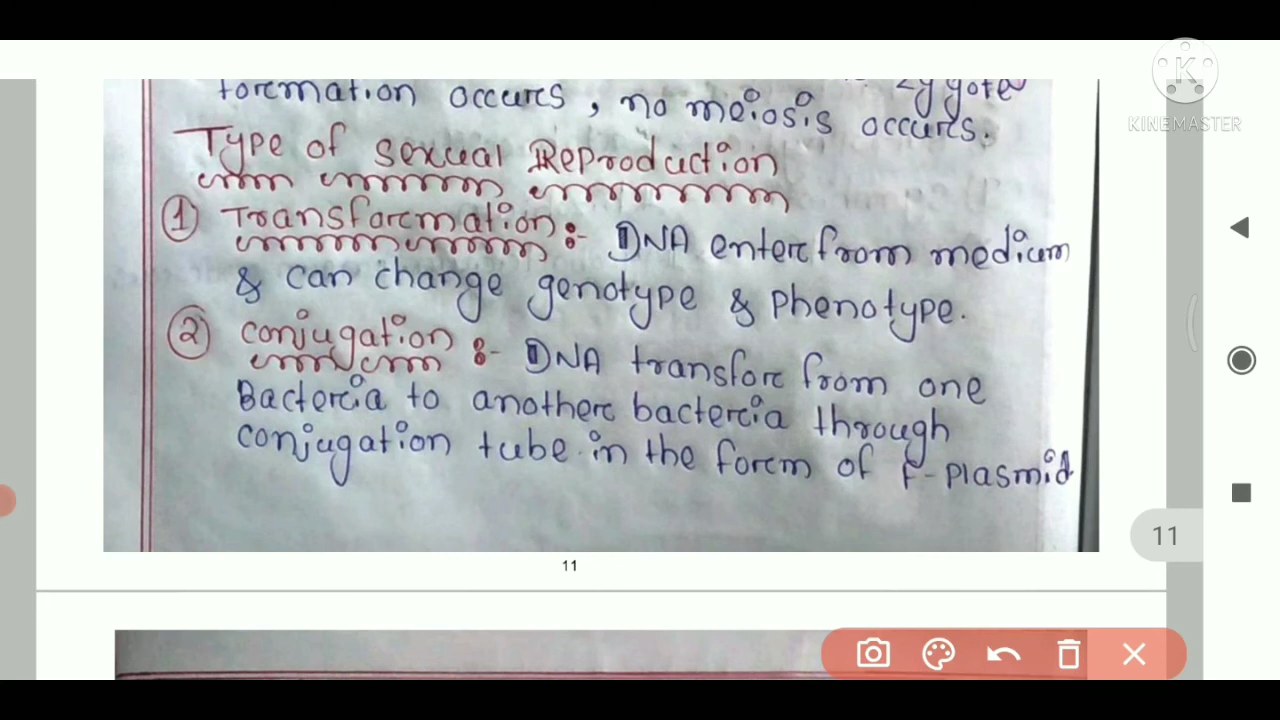 formation occurs, no meiosis occurs. zygote
KINEMASTER
Type of sexual Reproduction
① Transformation :- DNA enter from medium
& can change genotype & phenotype.
② conjugation :- DNA transfer from one
Bacteria to another bacteria through
conjugation tube in the form of F-plasmid
11
11